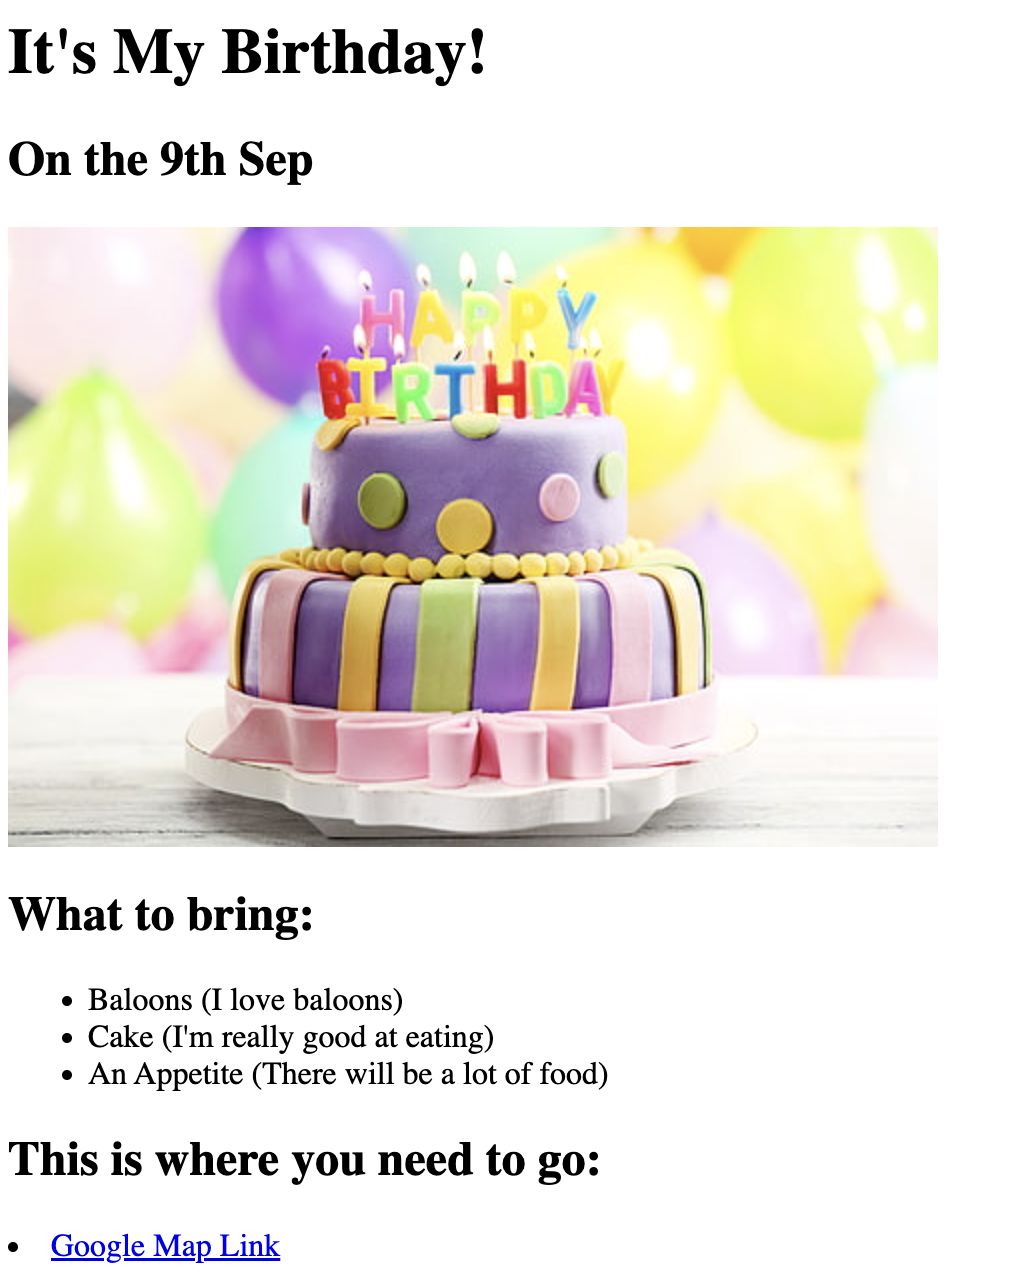 It's My Birthday!
On the 9th Sep
HAPPY
BIRTHDAY
What to bring:
Baloons (I love baloons)
Cake (I'm really good at eating)
An Appetite (There will be a lot of food)
This is where you need to go:
Google Map Link